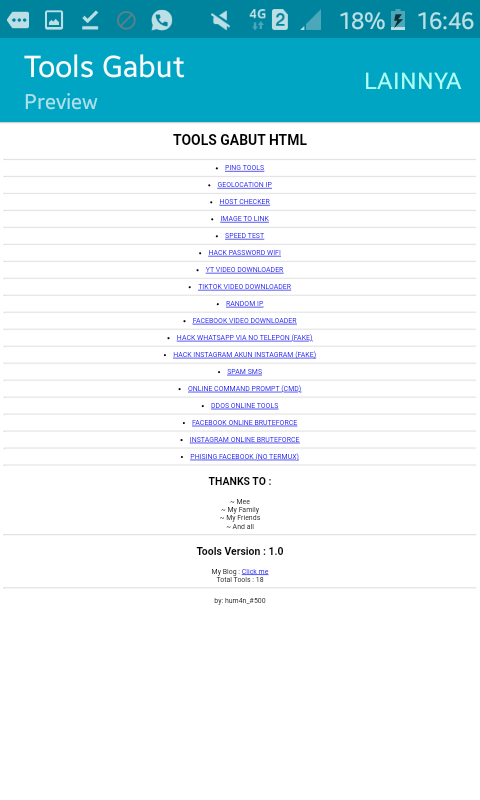 4G 2 18% 16:46
Tools Gabut
Preview
LAINNYA
TOOLS GABUT HTML
• PING TOOLS
• GEOLOCATION IP
• HOST CHECKER
• IMAGE TO LINK
• SPEED TEST
• HACK PASSWORD WIFI
• YT VIDEO DOWNLOADER
• TIKTOK VIDEO DOWNLOADER
• RANDOM IP
• FACEBOOK VIDEO DOWNLOADER
• HACK WHATSAPP VIA NO TELEPON (FAKE)
• HACK INSTAGRAM AKUN INSTAGRAM (FAKE)
• SPAM SMS
• ONLINE COMMAND PROMPT (CMD)
• DDOS ONLINE TOOLS
• FACEBOOK ONLINE BRUTEFORCE
• INSTAGRAM ONLINE BRUTEFORCE
• PHISING FACEBOOK (NO TERMUX)
THANKS TO :
~ Mee
~ My Family
~ My Friends
~ And all
Tools Version : 1.0
My Blog : Click me
Total Tools : 18
by: hum4n_#500